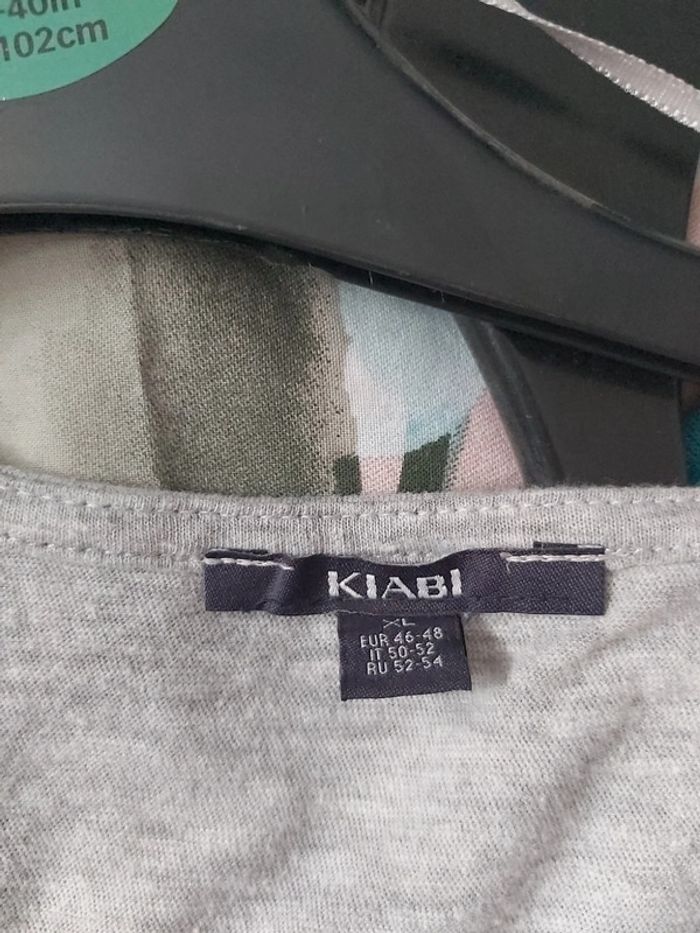 -40in
102cm
KIABI
XL
EUR 46-48
IT 50-52
RU 52-54